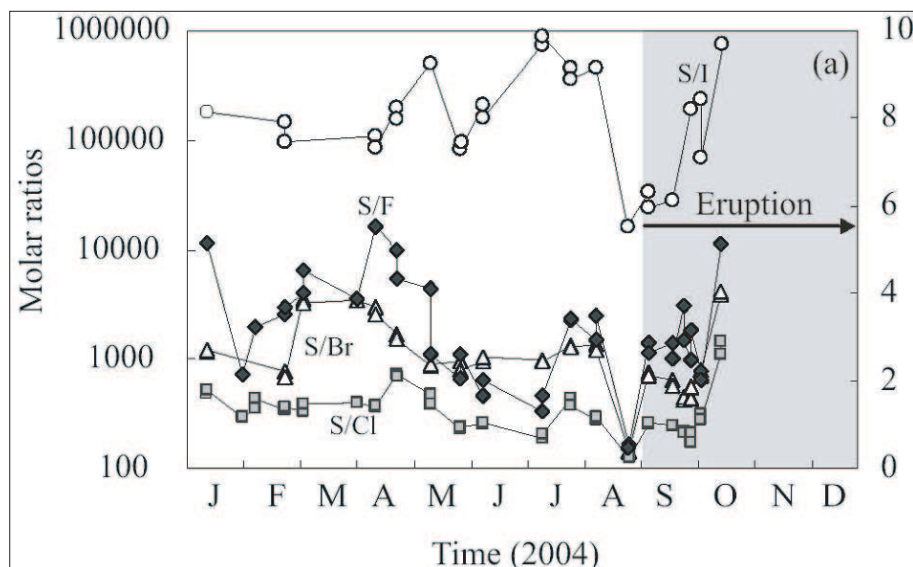 1000000
100000
10000
1000
100
Molar ratios
10
8
6
4
2
0
(a)
S/I
Eruption
S/F
S/Br
S/Cl
J F M A M J J A S O N D
Time (2004)